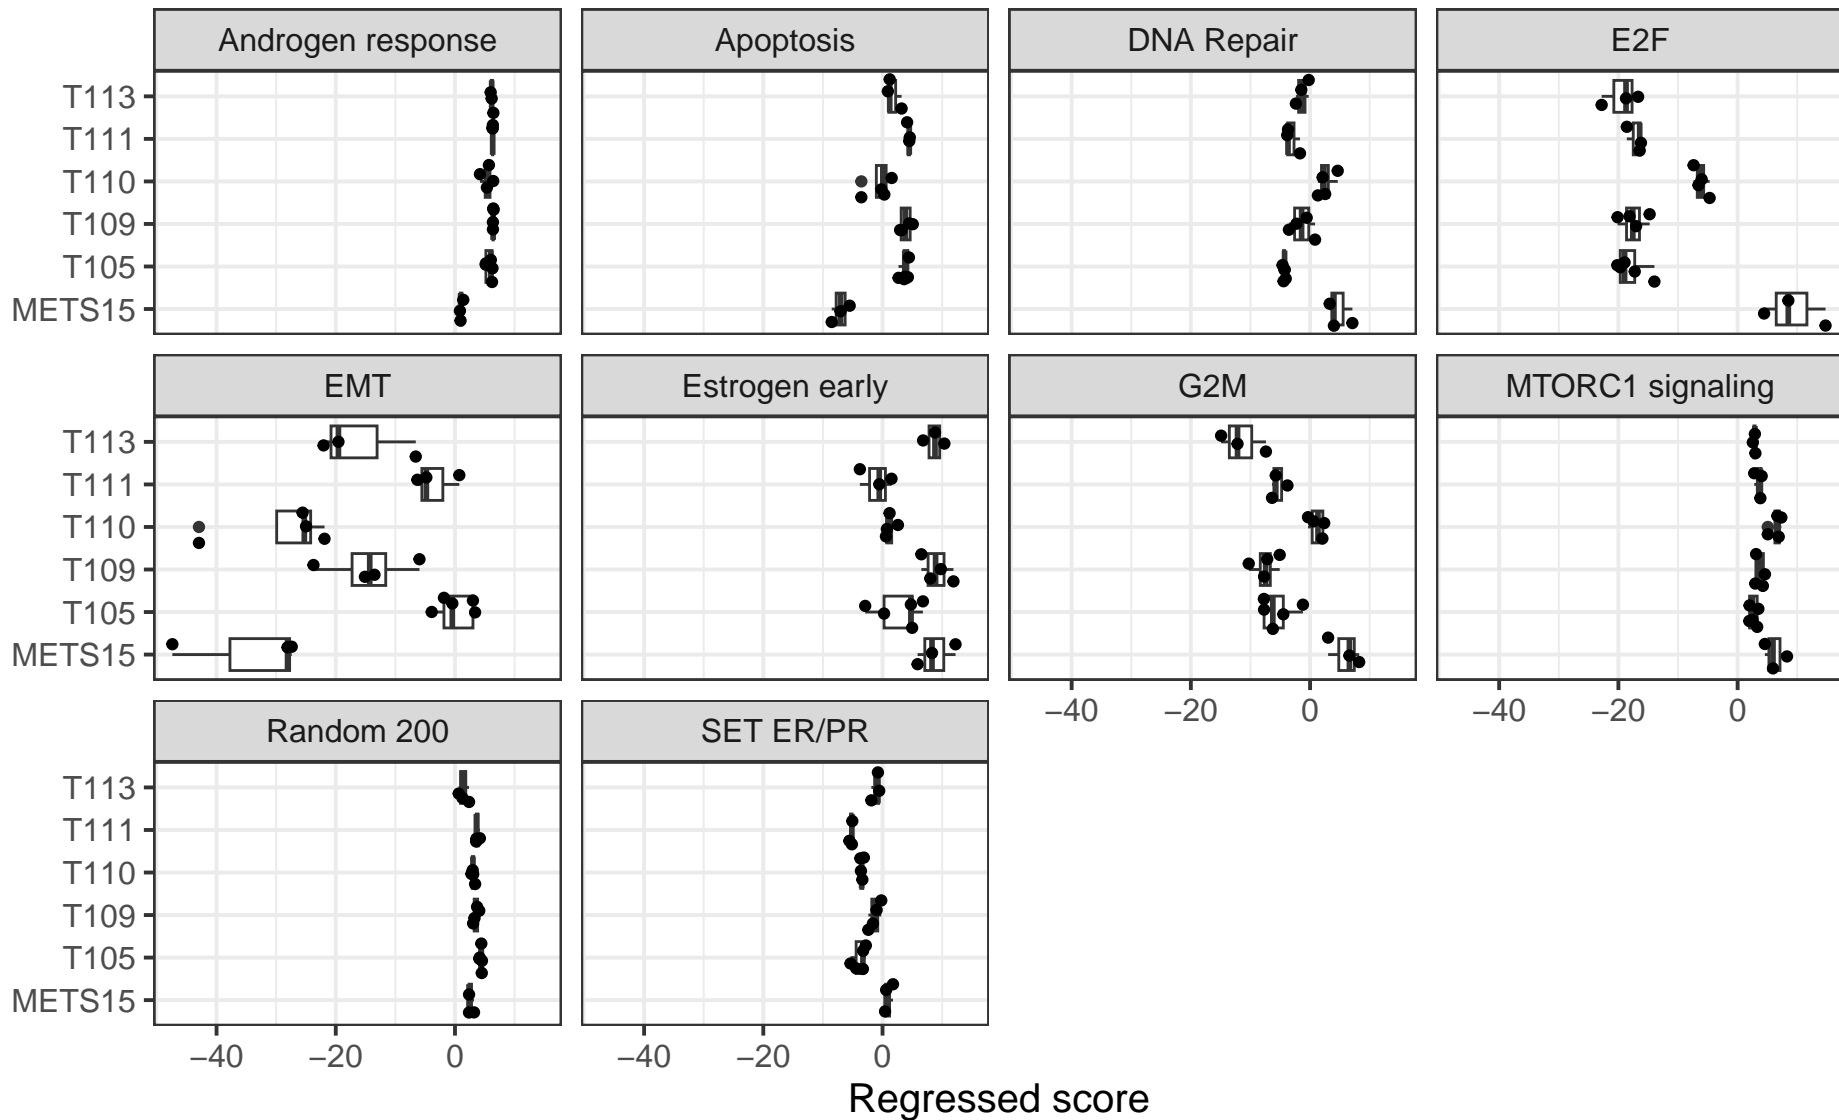 Androgen response Apoptosis DNA Repair E2F
T113
T111
T110
T109
T105
METS15
EMT Estrogen early G2M MTORC1 signaling
T113
T111
T110
T109
T105
METS15
−40 −20 0 −40 −20 0
Random 200 SET ER/PR
T113
T111
T110
T109
T105
METS15
−40 −20 0 −40 −20 0
Regressed score